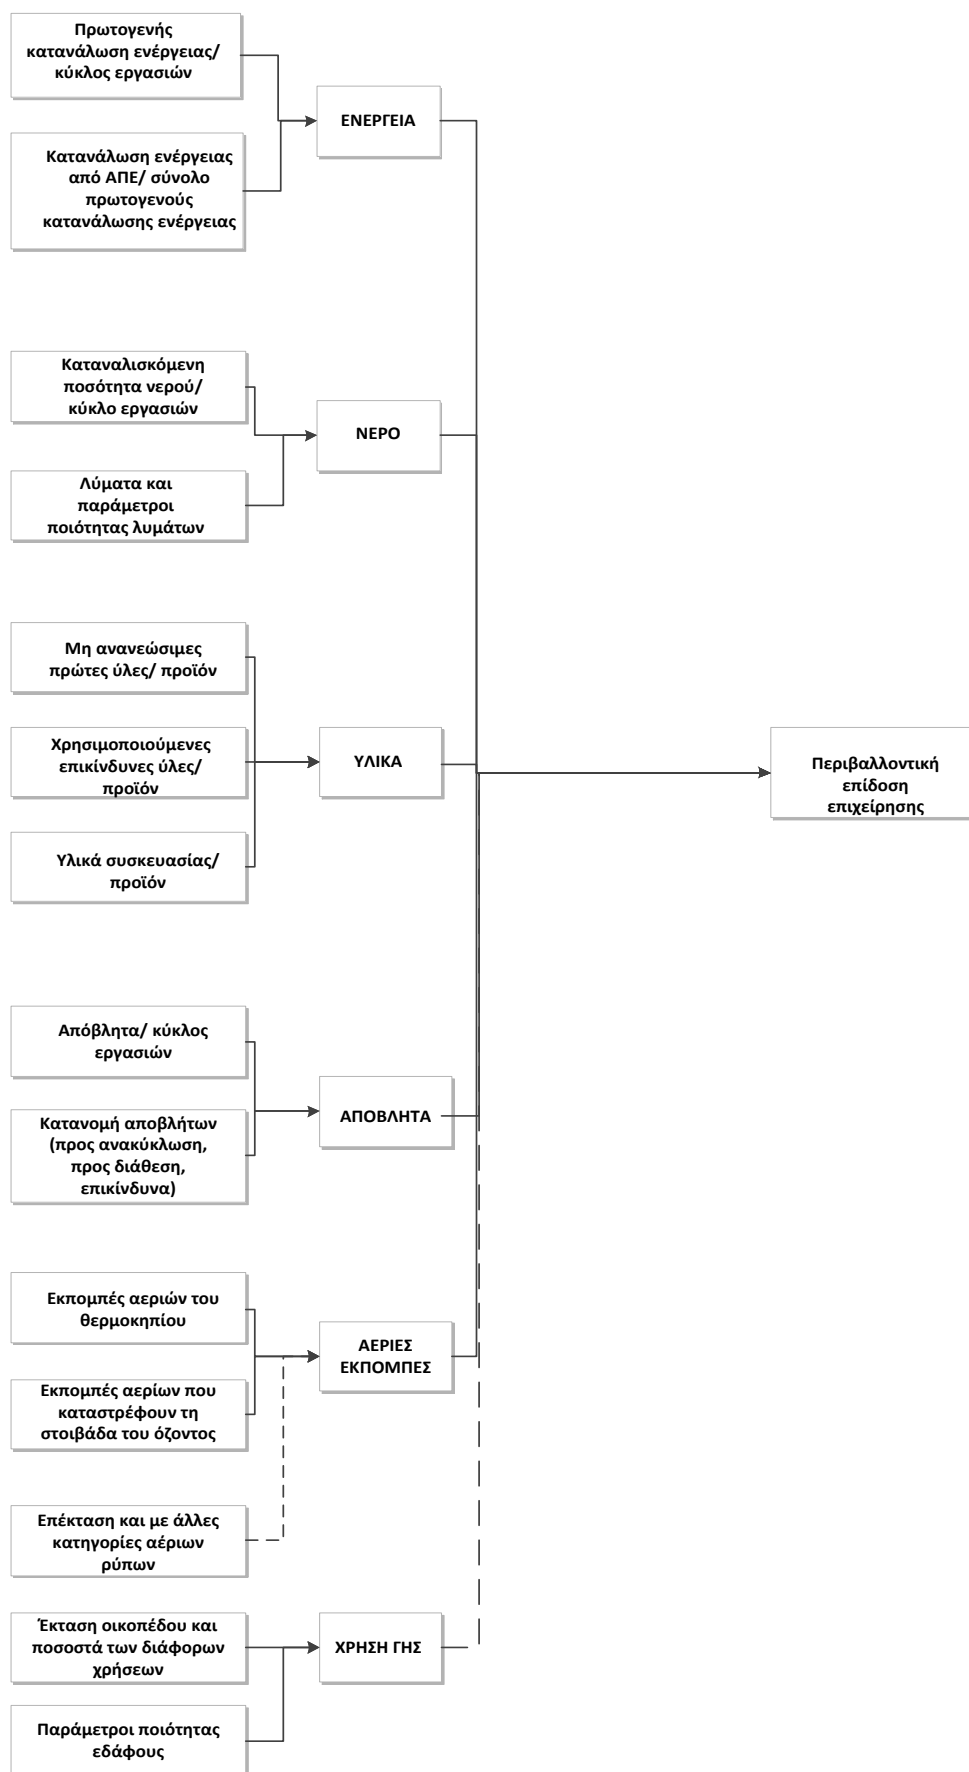 Πρωτογενής
κατανάλωση ενέργειας/
κύκλος εργασιών
ΕΝΕΡΓΕΙΑ
Κατανάλωση ενέργειας
από ΑΠΕ/ σύνολο
πρωτογενούς
κατανάλωσης ενέργειας
Καταναλισκόμενη
ποσότητα νερού/
κύκλο εργασιών
ΝΕΡΟ
Λύματα και
παράμετροι
ποιότητας λυμάτων
Μη ανανεώσιμες
πρώτες ύλες/ προϊόν
Χρησιμοποιούμενες
επικίνδυνες ύλες/
προϊόν
ΥΛΙΚΑ
Περιβαλλοντική
επίδοση
επιχείρησης
Υλικά συσκευασίας/
προϊόν
Απόβλητα/ κύκλος
εργασιών
ΑΠΟΒΛΗΤΑ
Κατανομή αποβλήτων
(προς ανακύκλωση,
προς διάθεση,
επικίνδυνα)
Εκπομπές αεριών του
θερμοκηπίου
ΑΕΡΙΕΣ
ΕΚΠΟΜΠΕΣ
Εκπομπές αερίων που
καταστρέφουν τη
στοιβάδα του όζοντος
Επέκταση και με άλλες
κατηγορίες αέριων
ρύπων
Έκταση οικοπέδου και
ποσοστά των διάφορων
χρήσεων
ΧΡΗΣΗ ΓΗΣ
Παράμετροι ποιότητας
εδάφους